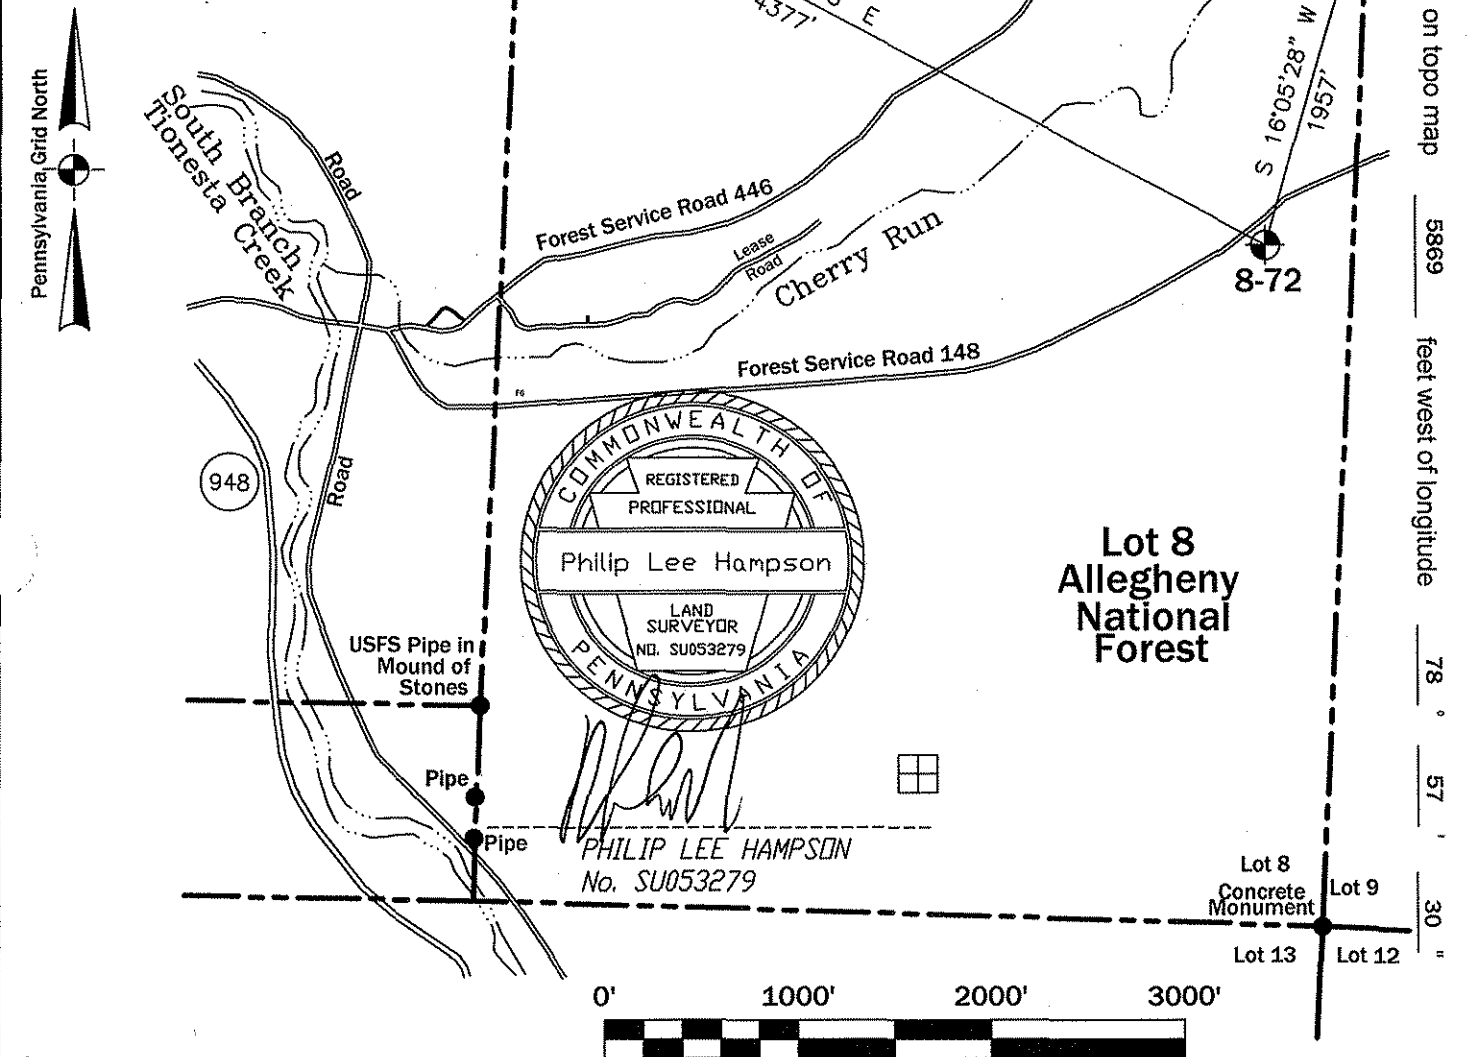 4377'
E
S 16°05'28" W
1957'
on topo map 5869 feet west of longitude 78 ° 57 ' 30 "
Pennsylvania Grid North
South Branch
Tionesta Creek
Road
Forest Service Road 446
Lease
Road
Cherry Run
8-72
Forest Service Road 148
F6
948
Road
COMMONWEALTH OF
REGISTERED
PROFESSIONAL
Philip Lee Hampson
LAND
SURVEYOR
NO. SU053279
PENNSYLVANIA
Lot 8
Allegheny
National
Forest
USFS Pipe in
Mound of
Stones
Pipe
Pipe
PHILIP LEE HAMPSON
No. SU053279
Lot 8
Concrete
Monument
Lot 9
Lot 13
Lot 12
0' 1000' 2000' 3000'